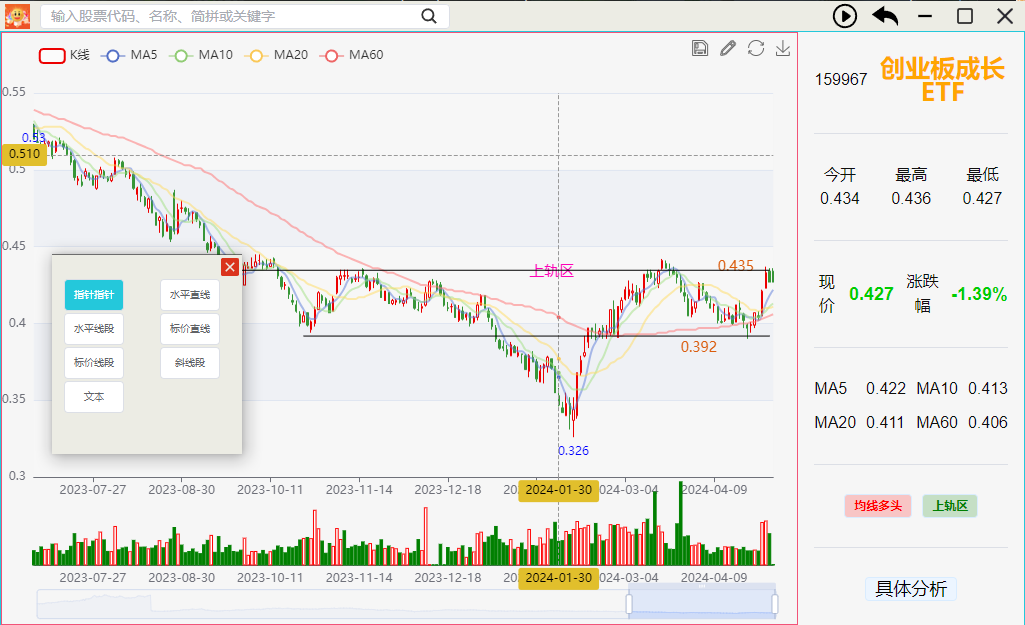 输入股票代码、名称、简拼或关键字
K线 MA5 MA10 MA20 MA60
0.55
0.53
0.510
0.5
0.45
0.4
0.35
0.3
上轨区
0.435
0.392
0.326
指针指针 水平直线
水平线段 标价直线
标价线段 斜线段
文本
2023-07-27 2023-08-30 2023-10-11 2023-11-14 2023-12-18 202 2024-01-30 2024-03-04 2024-04-09
2023-07-27 2023-08-30 2023-10-11 2023-11-14 2023-12-18 202 2024-01-30 2024-03-04 2024-04-09
159967 创业板成长
ETF
今开 最高 最低
0.434 0.436 0.427
现价 0.427 涨跌幅 -1.39%
MA5 0.422 MA10 0.413
MA20 0.411 MA60 0.406
均线多头 上轨区
具体分析